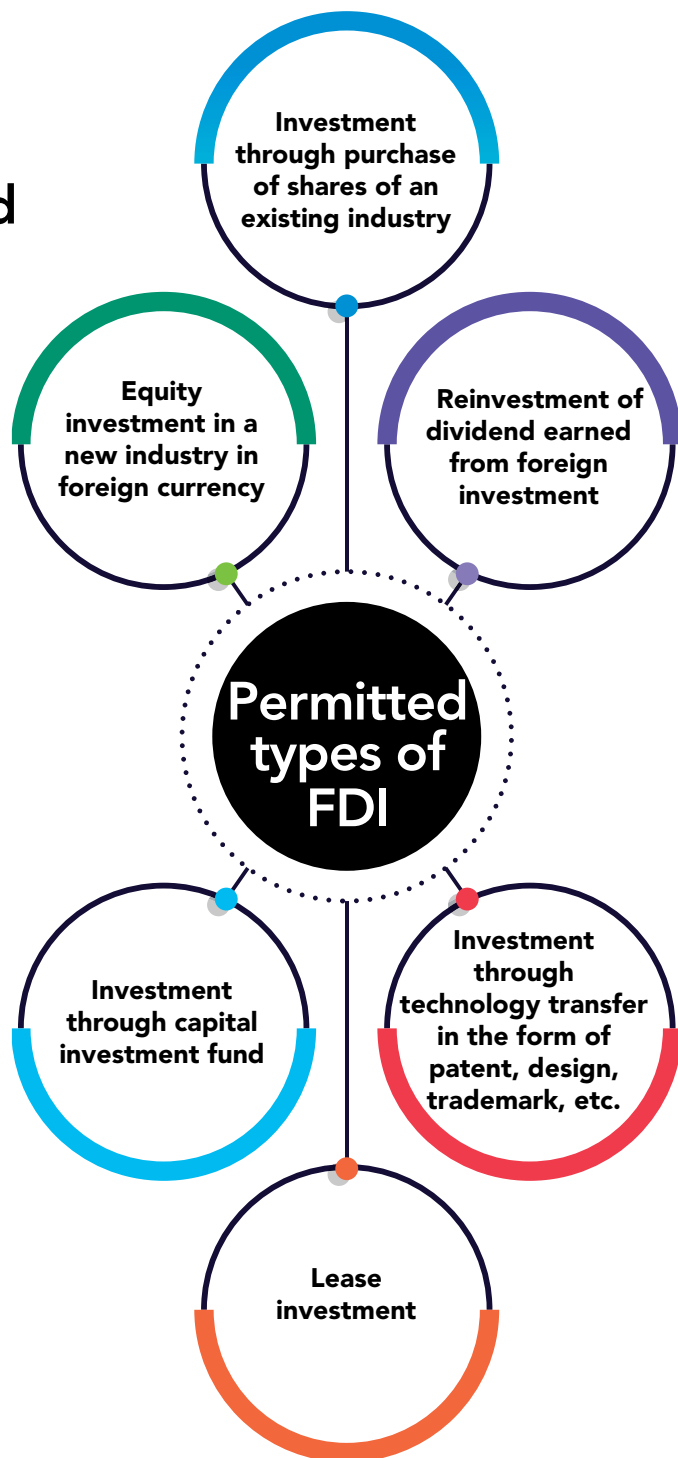 Investment
through purchase
of shares of an
existing industry
d
Equity
investment in a
new industry in
foreign currency
Reinvestment of
dividend earned
from foreign
investment
Permitted
types of
FDI
Investment
through capital
investment fund
Investment
through
technology transfer
in the form of
patent, design,
trademark, etc.
Lease
investment